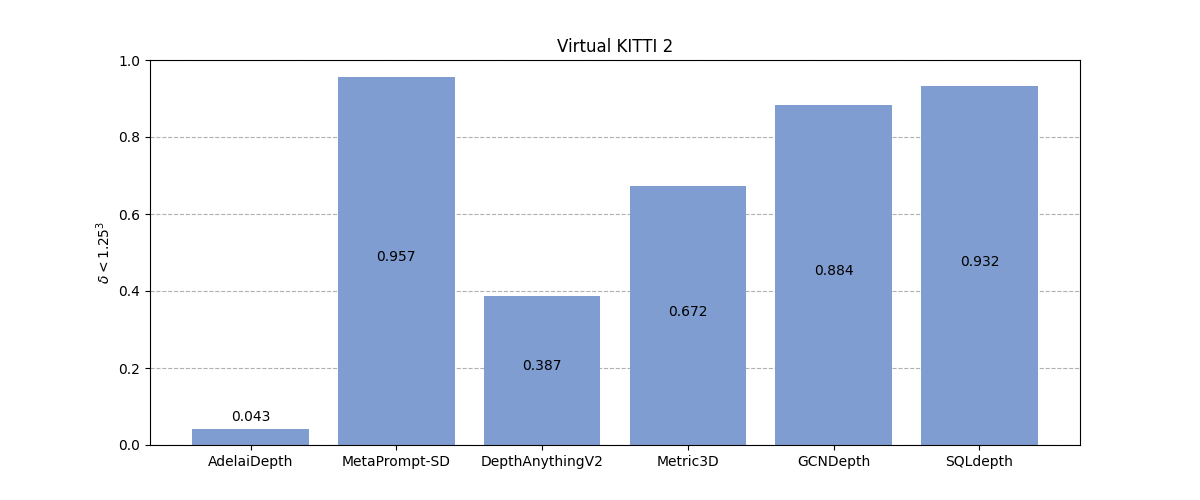 Virtual KITTI 2
1.0
0.8
0.6
0.4
0.2
0.0
δ < 1.25³
0.043
0.957
0.387
0.672
0.884
0.932
AdelaiDepth
MetaPrompt-SD
DepthAnythingV2
Metric3D
GCNDepth
SQLdepth